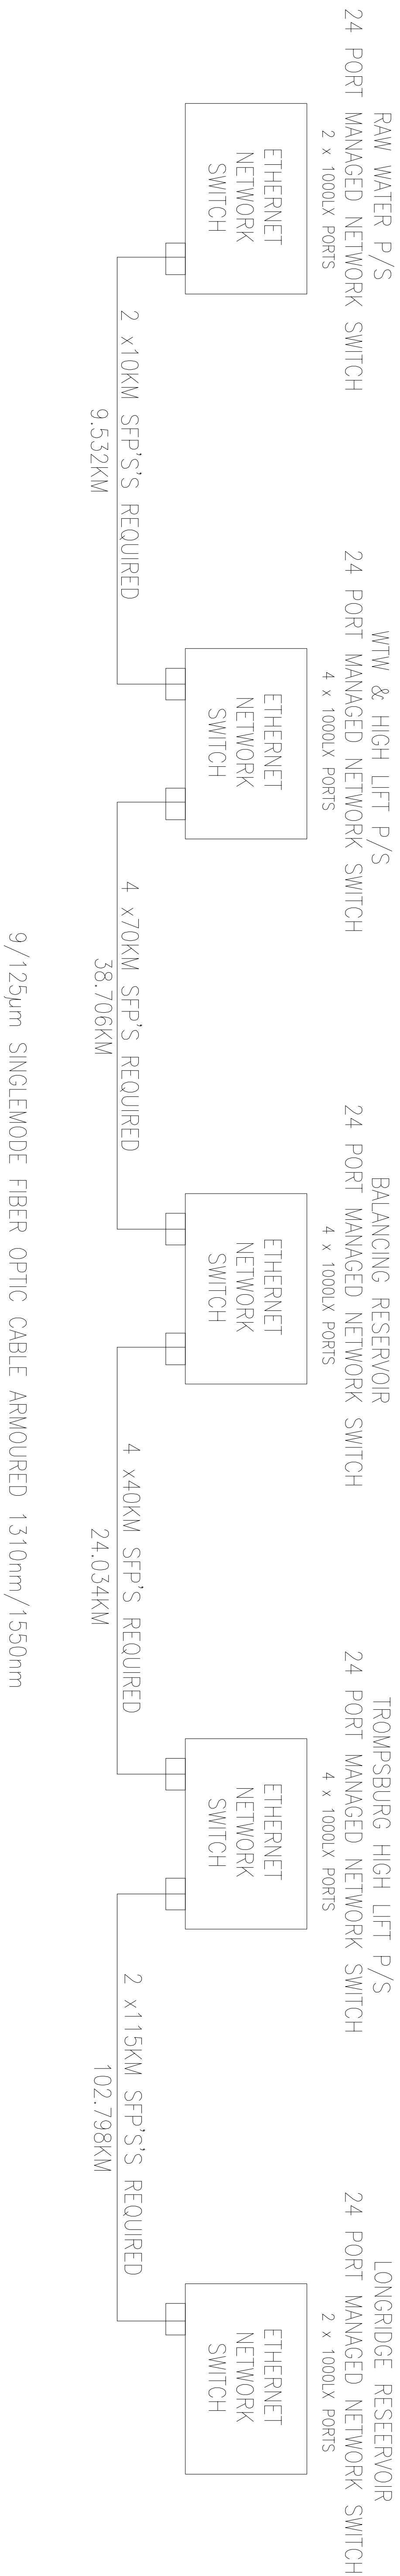 RAW WATER P/S
24 PORT MANAGED NETWORK SWITCH
2 x 1000LX PORTS
ETHERNET
NETWORK
SWITCH
2 x10KM SFP'S'S REQUIRED
9.532KM
WTW & HIGH LIFT P/S
24 PORT MANAGED NETWORK SWITCH
4 x 1000LX PORTS
ETHERNET
NETWORK
SWITCH
4 x70KM SFP'S REQUIRED
38.706KM
BALANCING RESERVOIR
24 PORT MANAGED NETWORK SWITCH
4 x 1000LX PORTS
ETHERNET
NETWORK
SWITCH
4 x40KM SFP'S REQUIRED
24.034KM
TROMPSBURG HIGH LIFT P/S
24 PORT MANAGED NETWORK SWITCH
4 x 1000LX PORTS
ETHERNET
NETWORK
SWITCH
2 x115KM SFP'S'S REQUIRED
102.798KM
LONGRIDGE RESEERVOIR
24 PORT MANAGED NETWORK SWITCH
2 x 1000LX PORTS
ETHERNET
NETWORK
SWITCH
9/125µm SINGLEMODE FIBER OPTIC CABLE ARMOURED 1310nm/1550nm